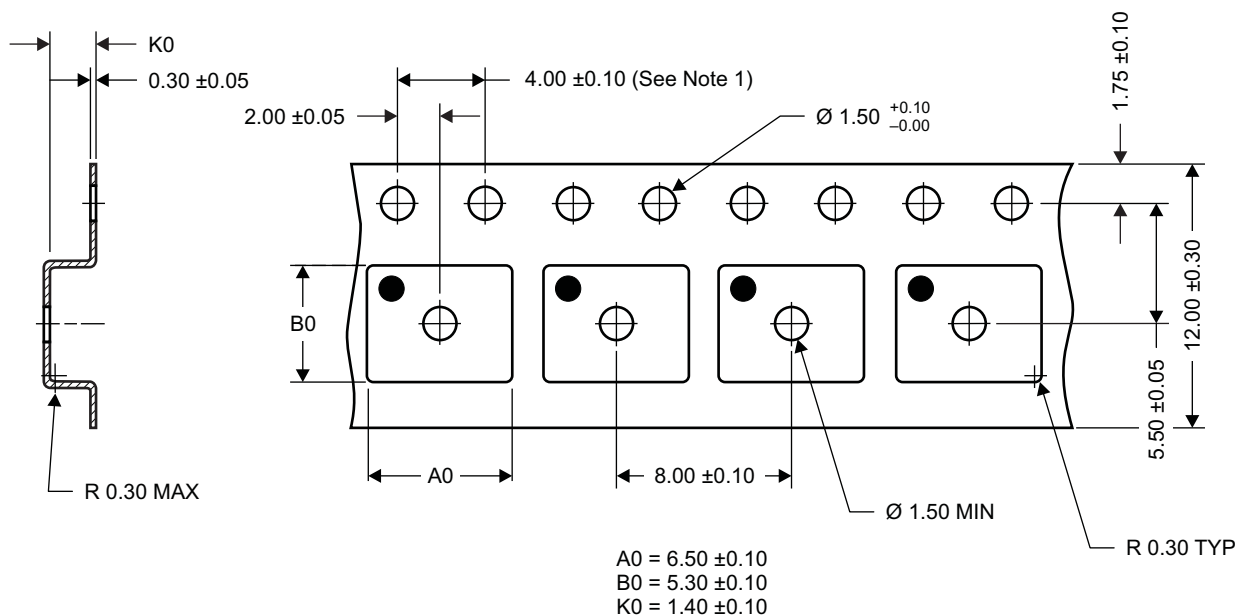 K0
0.30 ±0.05
4.00 ±0.10 (See Note 1)
2.00 ±0.05
Ø 1.50 +0.10
–0.00
1.75 ±0.10
B0
12.00 ±0.30
5.50 ±0.05
A0
8.00 ±0.10
R 0.30 MAX
Ø 1.50 MIN
R 0.30 TYP
A0 = 6.50 ±0.10
B0 = 5.30 ±0.10
K0 = 1.40 ±0.10